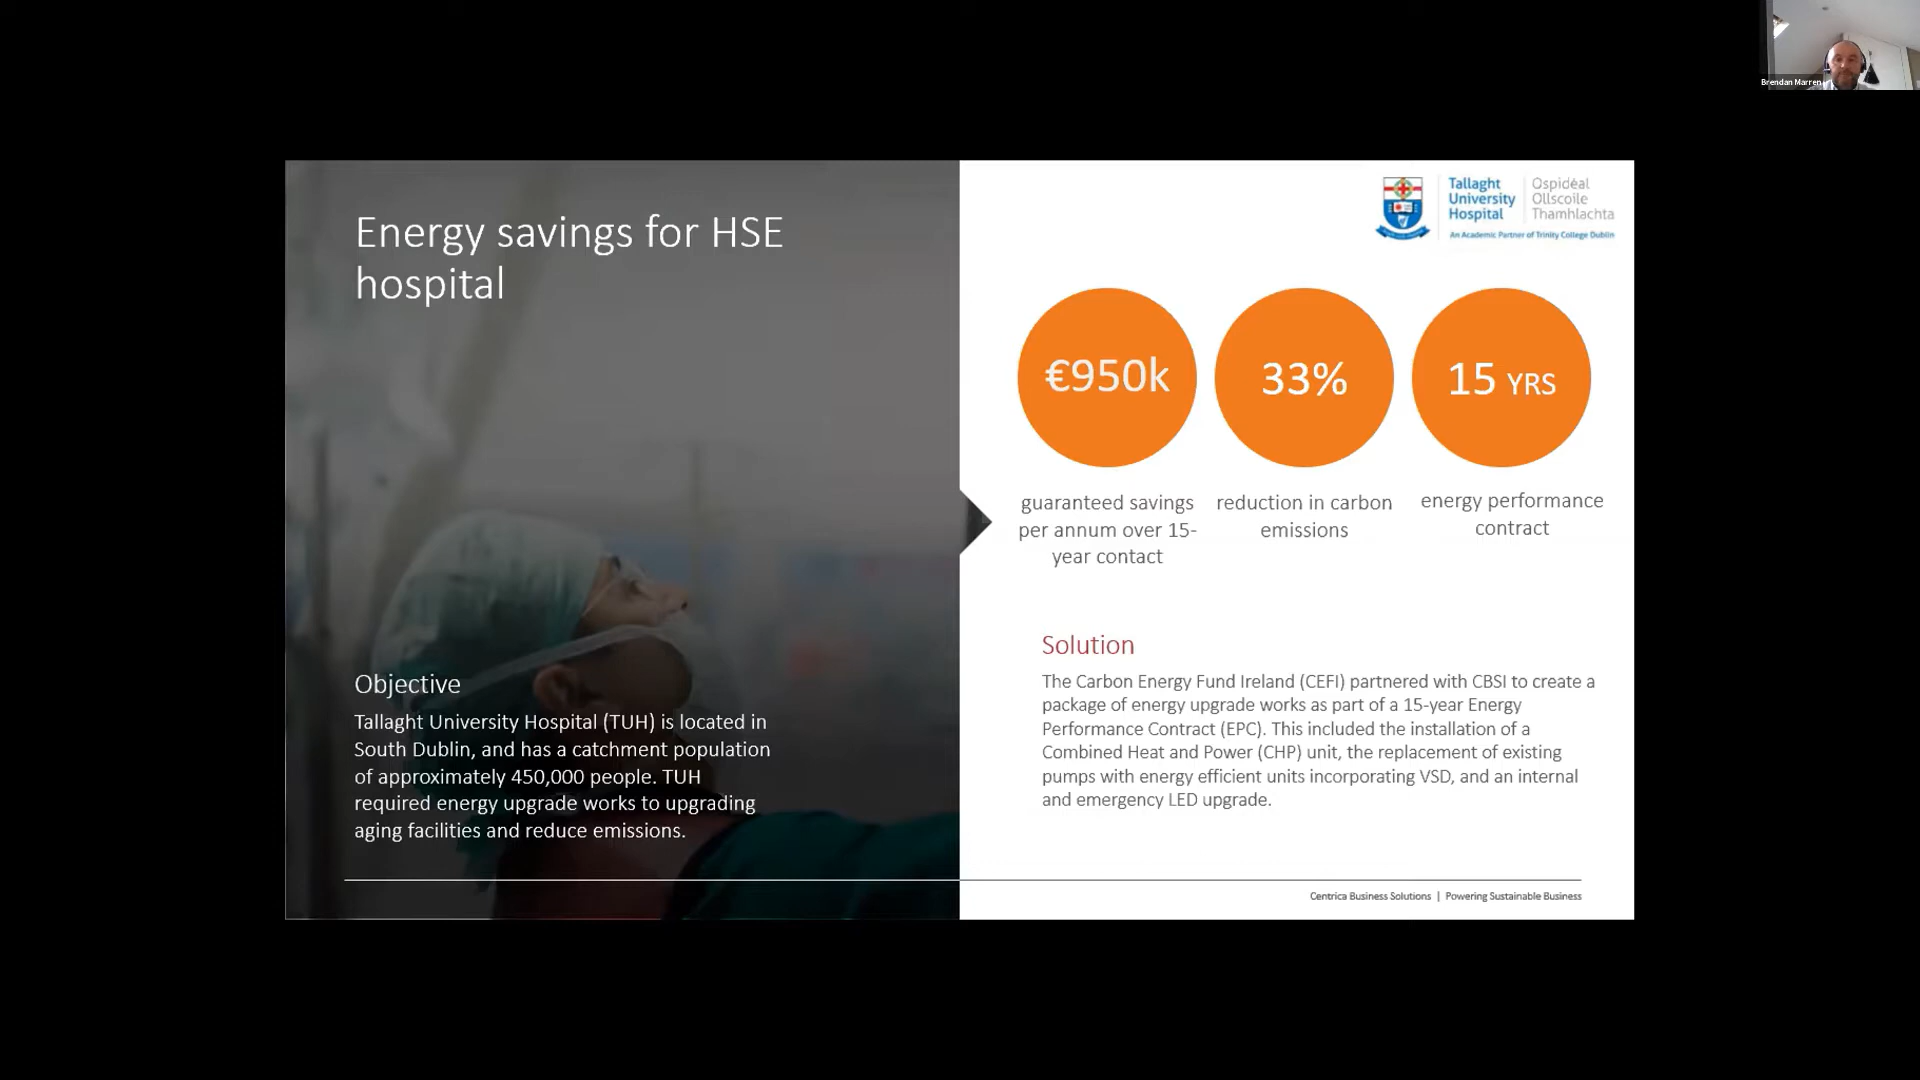 Brendan Marren
Energy savings for HSE
hospital
Objective
Tallaght University Hospital (TUH) is located in
South Dublin, and has a catchment population
of approximately 450,000 people. TUH
required energy upgrade works to upgrading
aging facilities and reduce emissions.
Tallaght
University
Hospital
Ospidéal
Ollscoile
Thamhlachta
An Academic Partner of Trinity College Dublin
€950k
33%
15 YRS
guaranteed savings
per annum over 15-
year contact
reduction in carbon
emissions
energy performance
contract
Solution
The Carbon Energy Fund Ireland (CEFI) partnered with CBSI to create a
package of energy upgrade works as part of a 15-year Energy
Performance Contract (EPC). This included the installation of a
Combined Heat and Power (CHP) unit, the replacement of existing
pumps with energy efficient units incorporating VSD, and an internal
and emergency LED upgrade.
Centrica Business Solutions | Powering Sustainable Business